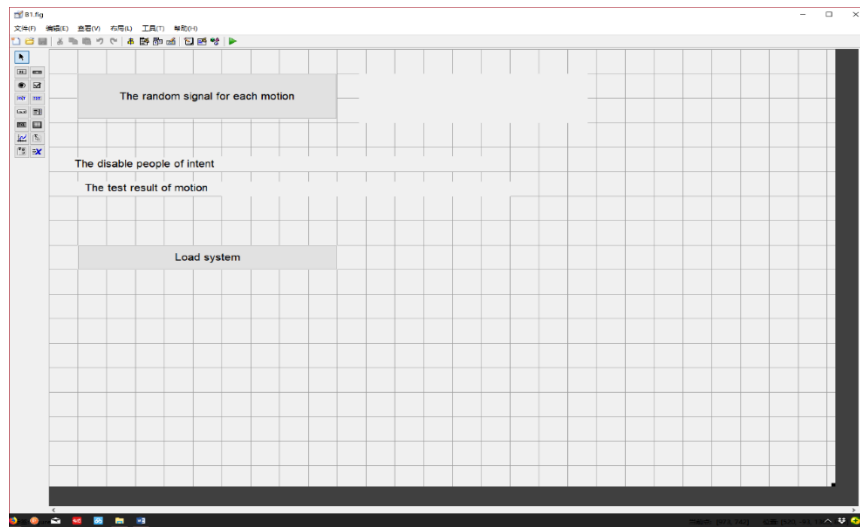 B1.fig
文件(F) 编辑(E) 查看(V) 布局(L) 工具(T) 帮助(H)
The random signal for each motion
The disable people of intent
The test result of motion
Load system